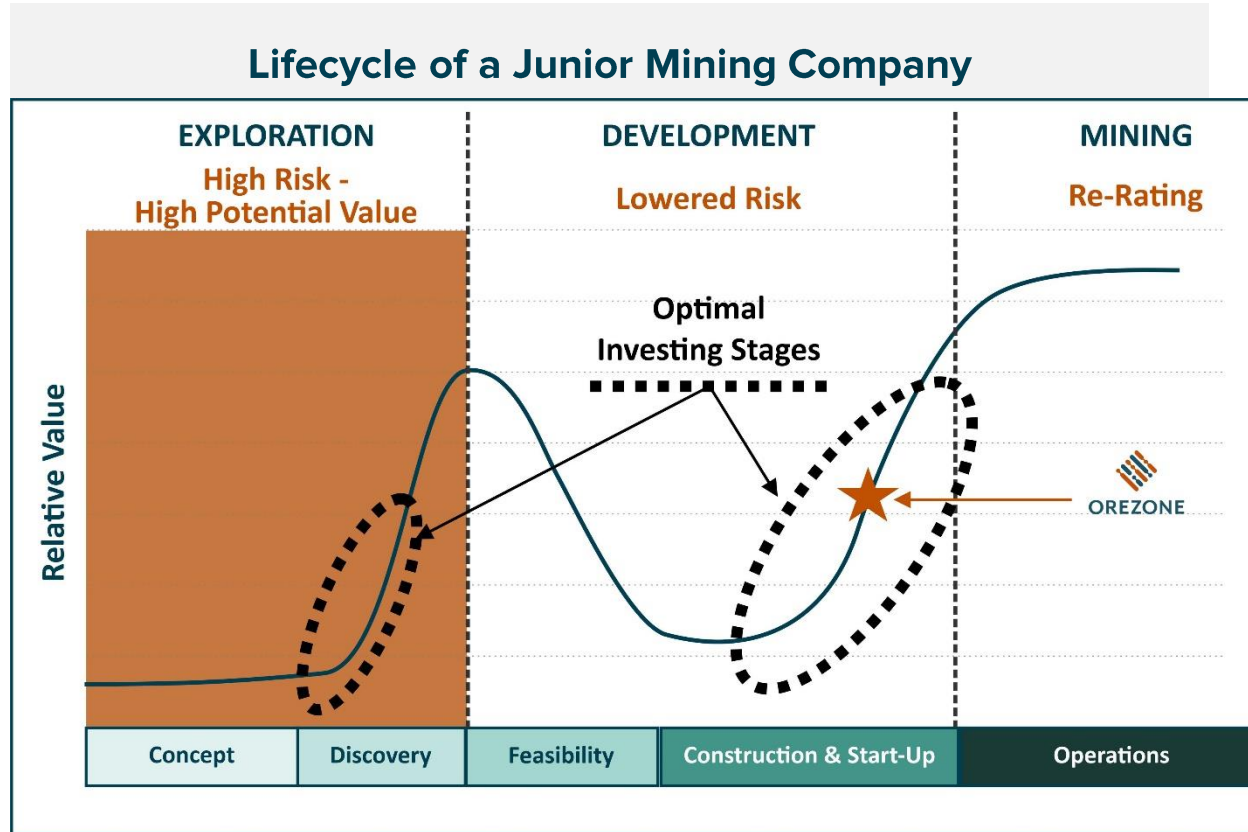 Lifecycle of a Junior Mining Company
EXPLORATION
High Risk -
High Potential Value
DEVELOPMENT
Lowered Risk
MINING
Re-Rating
Optimal
Investing Stages
Relative Value
OREZONE
Concept
Discovery
Feasibility
Construction & Start-Up
Operations